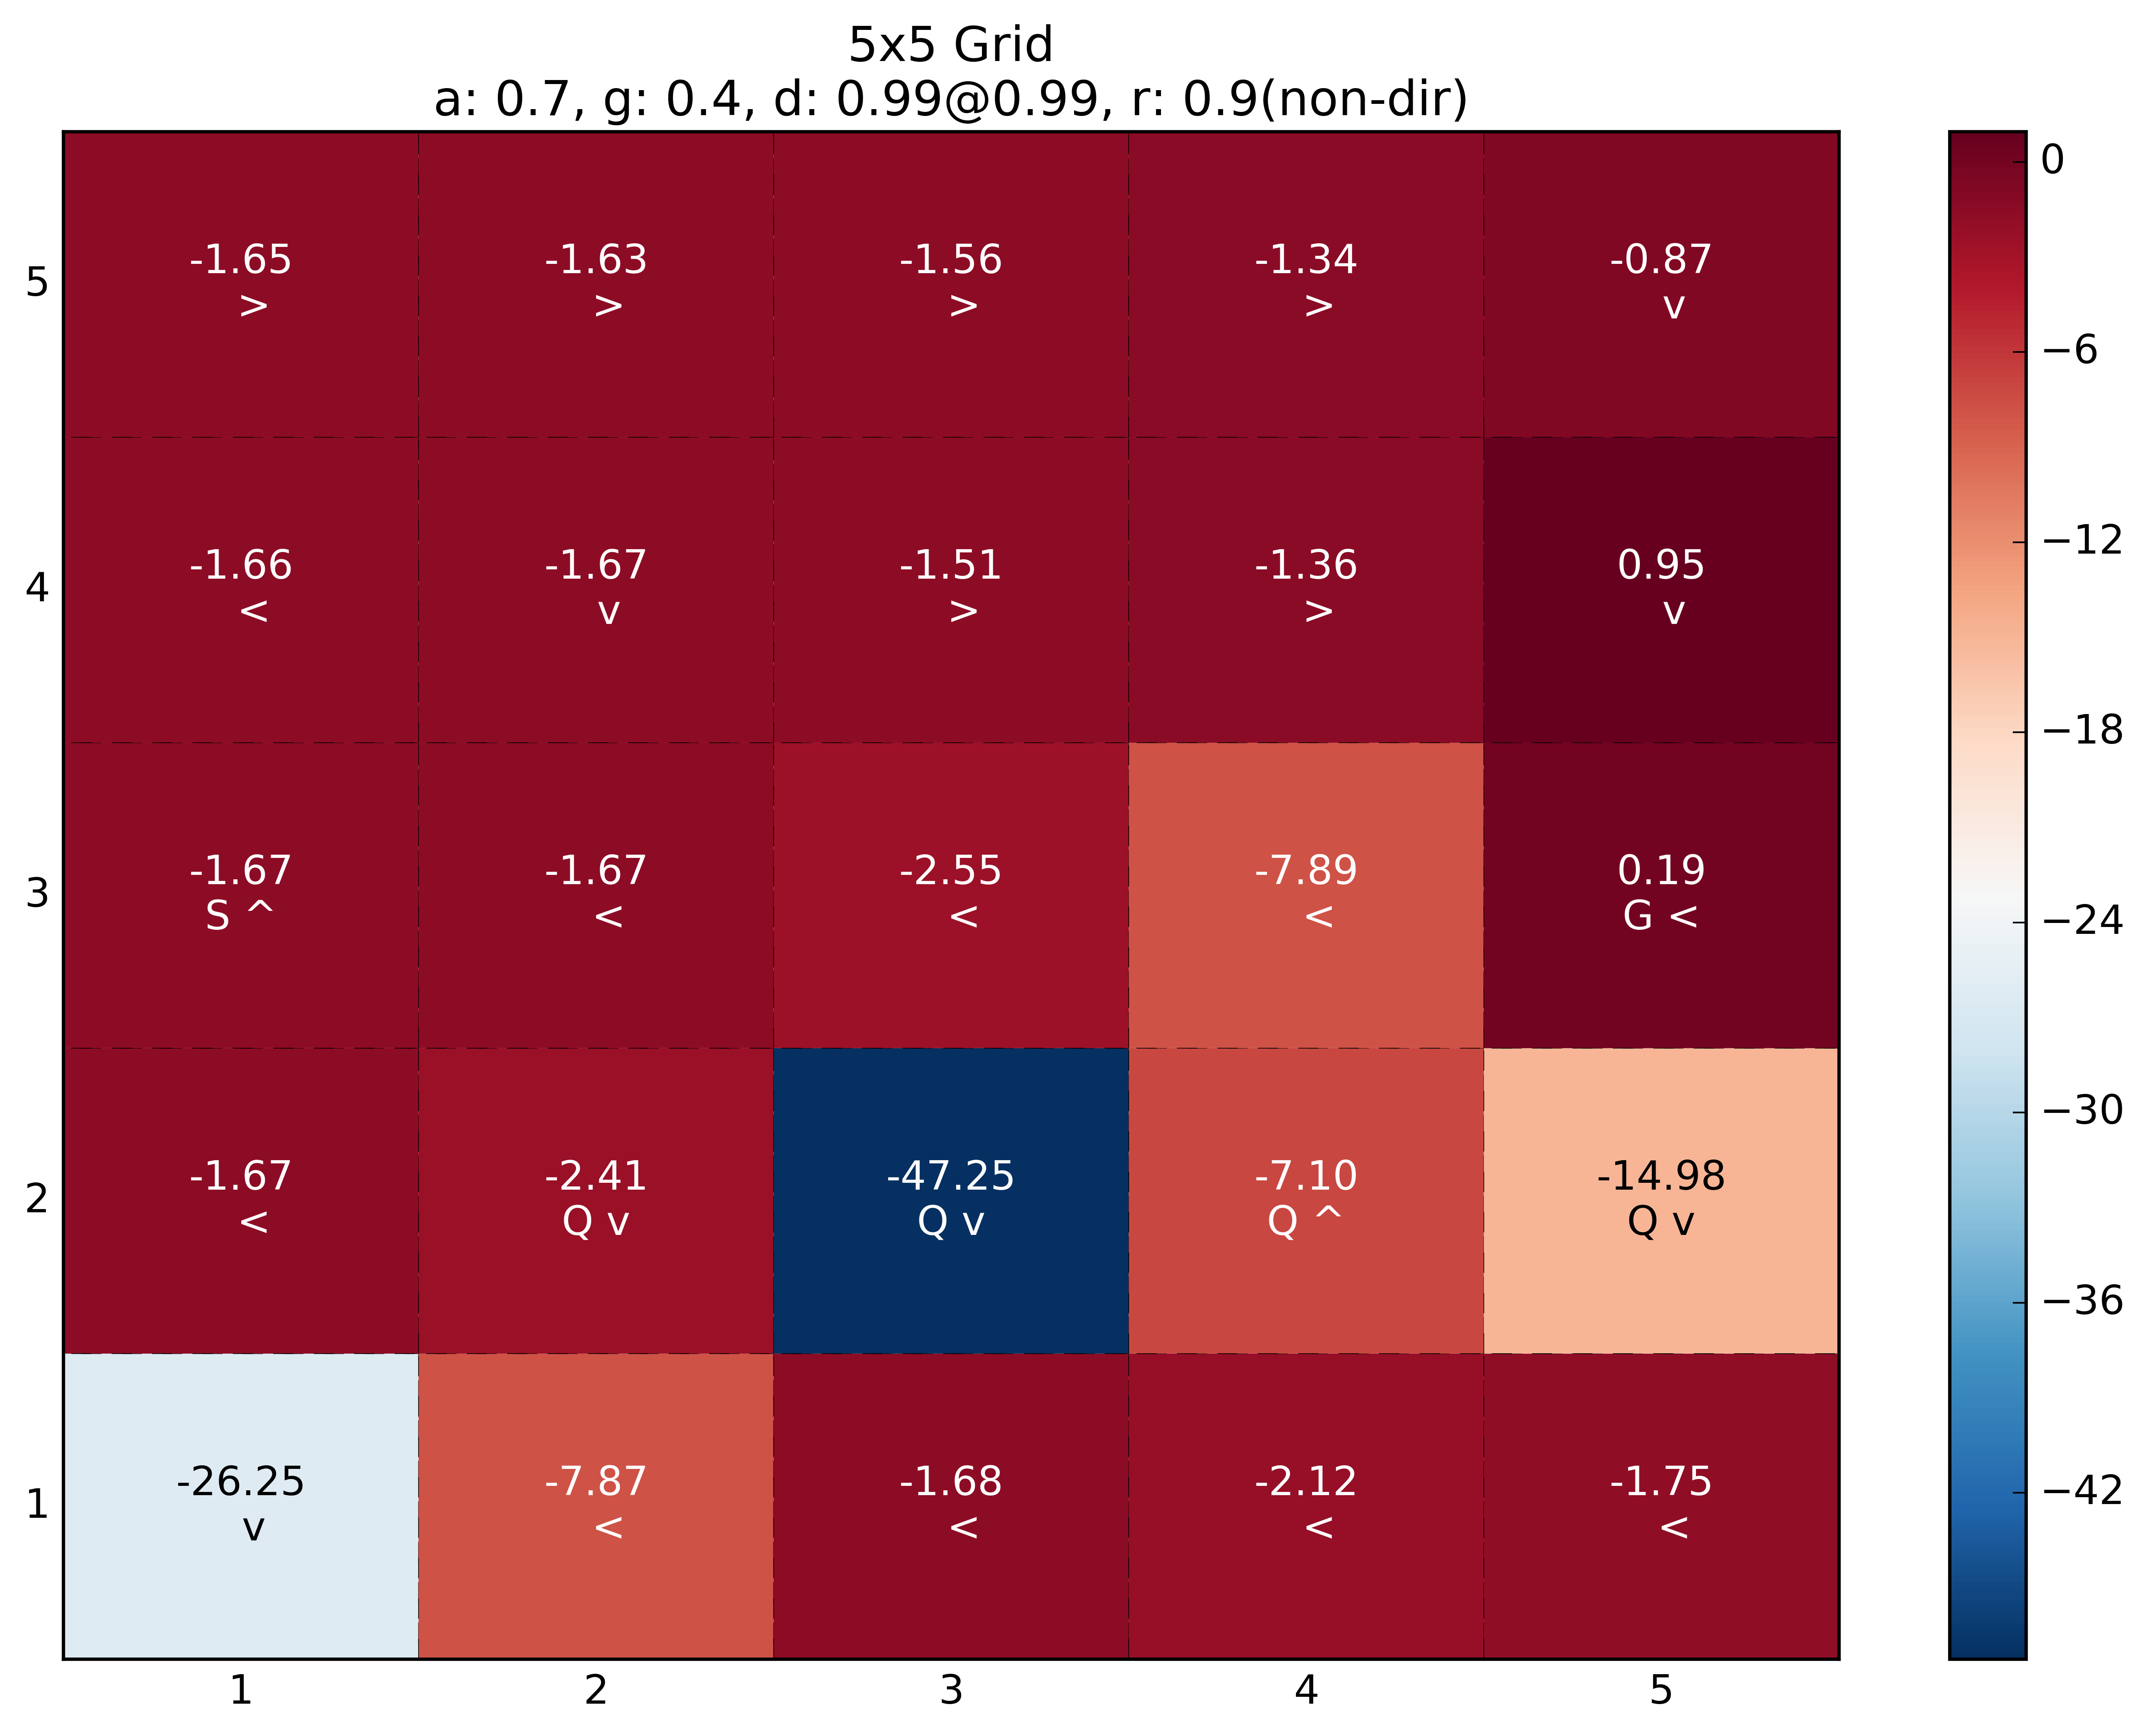 5x5 Grid
a: 0.7, g: 0.4, d: 0.99@0.99, r: 0.9(non-dir)
5
-1.65 -1.63 -1.56 -1.34 -0.87
> > > > v
4
-1.66 -1.67 -1.51 -1.36 0.95
< v > > v
3
-1.67 -1.67 -2.55 -7.89 0.19
S ^ < < < G <
2
-1.67 -2.41 -47.25 -7.10 -14.98
< Q v Q v Q ^ Q v
1
-26.25 -7.87 -1.68 -2.12 -1.75
v < < < <
1 2 3 4 5
0
−6
−12
−18
−24
−30
−36
−42